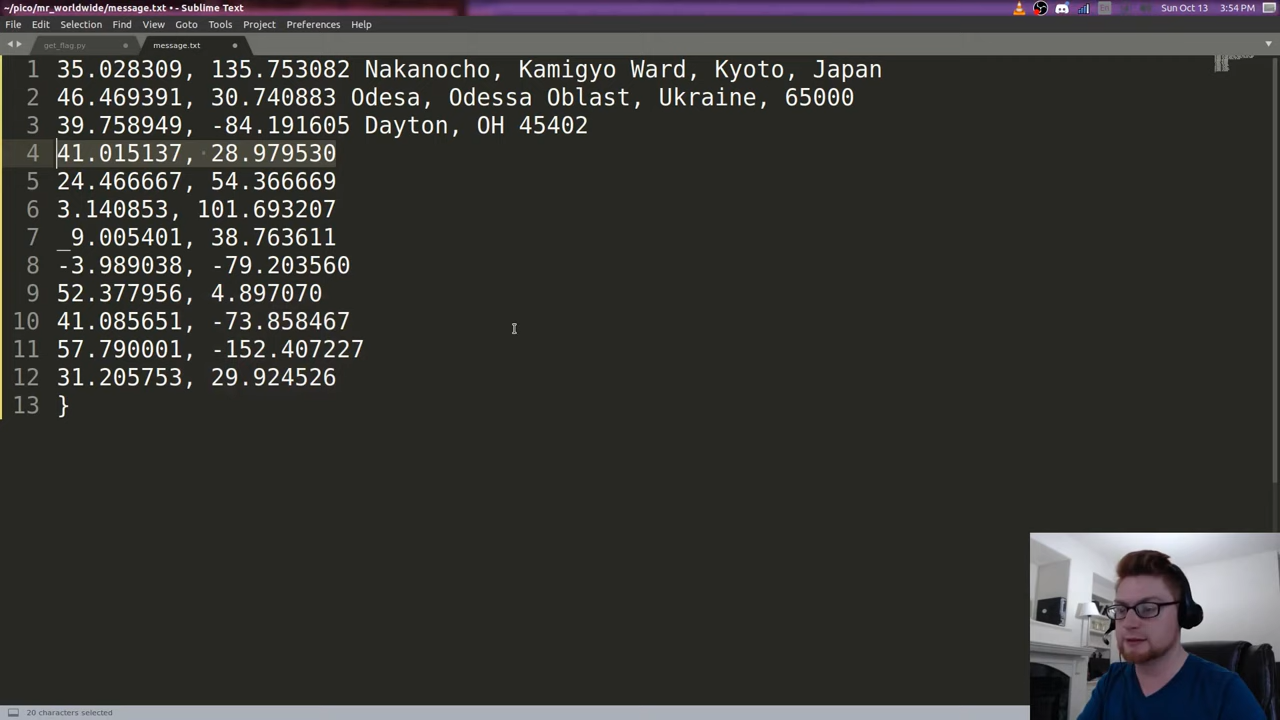 ~/pico/mr_worldwide/message.txt • - Sublime Text
Sun Oct 13 3:54 PM
File Edit Selection Find View Goto Tools Project Preferences Help
get_flag.py message.txt
1 35.028309, 135.753082 Nakanocho, Kamigyo Ward, Kyoto, Japan
2 46.469391, 30.740883 Odesa, Odessa Oblast, Ukraine, 65000
3 39.758949, -84.191605 Dayton, OH 45402
4 41.015137, 28.979530
5 24.466667, 54.366669
6 3.140853, 101.693207
7 _9.005401, 38.763611
8 -3.989038, -79.203560
9 52.377956, 4.897070
10 41.085651, -73.858467
11 57.790001, -152.407227
12 31.205753, 29.924526
13 }
20 characters selected